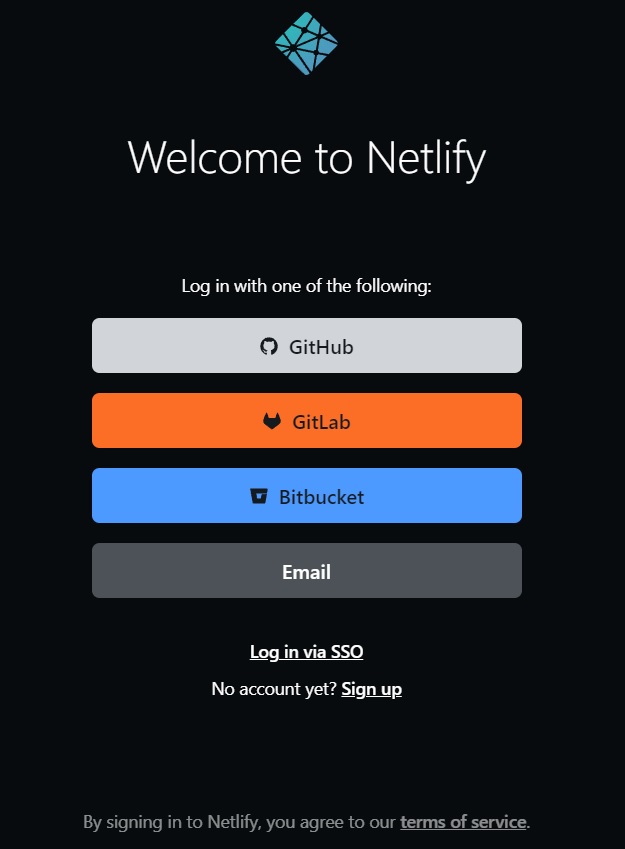 Welcome to Netlify
Log in with one of the following:
GitHub
GitLab
Bitbucket
Email
Log in via SSO
No account yet? Sign up
By signing in to Netlify, you agree to our terms of service.